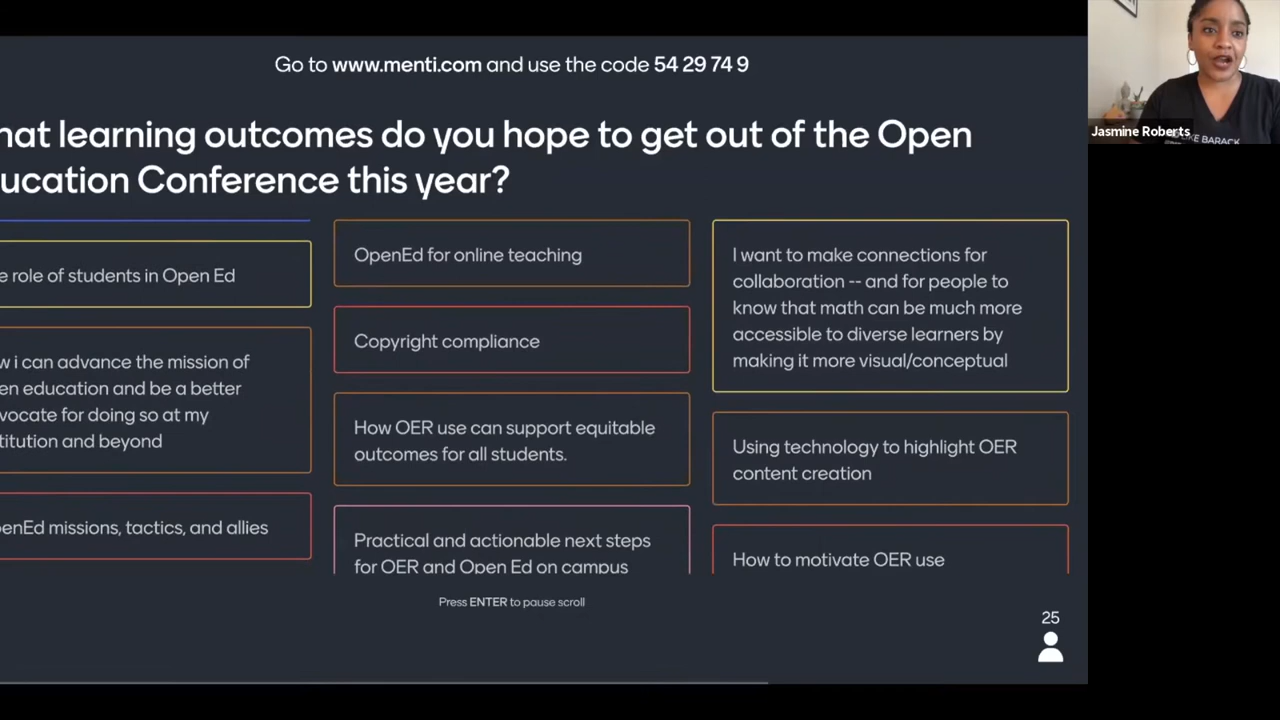 Go to www.menti.com and use the code 54 29 74 9
hat learning outcomes do you hope to get out of the Open
ucation Conference this year?
e role of students in Open Ed
w i can advance the mission of
en education and be a better
vocate for doing so at my
titution and beyond
enEd missions, tactics, and allies
OpenEd for online teaching
Copyright compliance
How OER use can support equitable
outcomes for all students.
Practical and actionable next steps
for OER and Open Ed on campus
I want to make connections for
collaboration -- and for people to
know that math can be much more
accessible to diverse learners by
making it more visual/conceptual
Using technology to highlight OER
content creation
How to motivate OER use
Press ENTER to pause scroll
25
Jasmine Roberts
LIKE BARACK